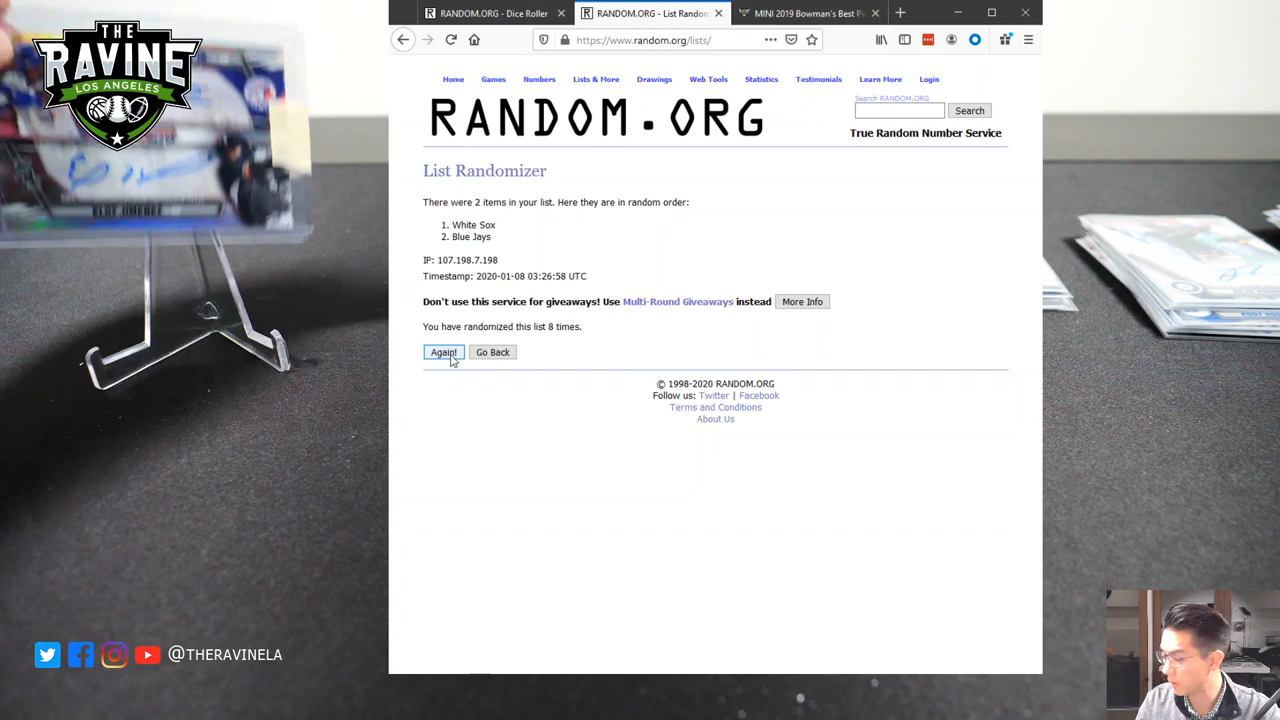 THE
RAVINE
LOS ANGELES
RANDOM.ORG - Dice Roller
RANDOM.ORG - List Random
MINI 2019 Bowman's Best Pi
https://www.random.org/lists/
Home Games Numbers Lists & More Drawings Web Tools Statistics Testimonials Learn More Login
RANDOM.ORG
Search RANDOM.ORG
Search
True Random Number Service
List Randomizer
There were 2 items in your list. Here they are in random order:
1. White Sox
2. Blue Jays
IP: 107.198.7.198
Timestamp: 2020-01-08 03:26:58 UTC
Don't use this service for giveaways! Use Multi-Round Giveaways instead More Info
You have randomized this list 8 times.
Again! Go Back
© 1998-2020 RANDOM.ORG
Follow us: Twitter | Facebook
Terms and Conditions
About Us
@THERAVINELA